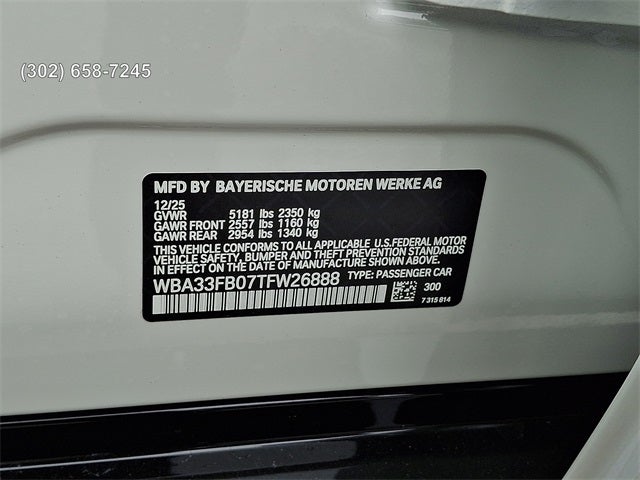 (302) 658-7245
MFD BY BAYERISCHE MOTOREN WERKE AG
12/25
GVWR 5181 lbs 2350 kg
GAWR FRONT 2557 lbs 1160 kg
GAWR REAR 2954 lbs 1340 kg
THIS VEHICLE CONFORMS TO ALL APPLICABLE U.S.FEDERAL MOTOR
VEHICLE SAFETY, BUMPER AND THEFT PREVENTION STANDARDS
IN EFFECT ON THE DATE OF MANUFACTURE SHOWN ABOVE.
WBA33FB07TFW26888 TYPE: PASSENGER CAR
300
7 315 814